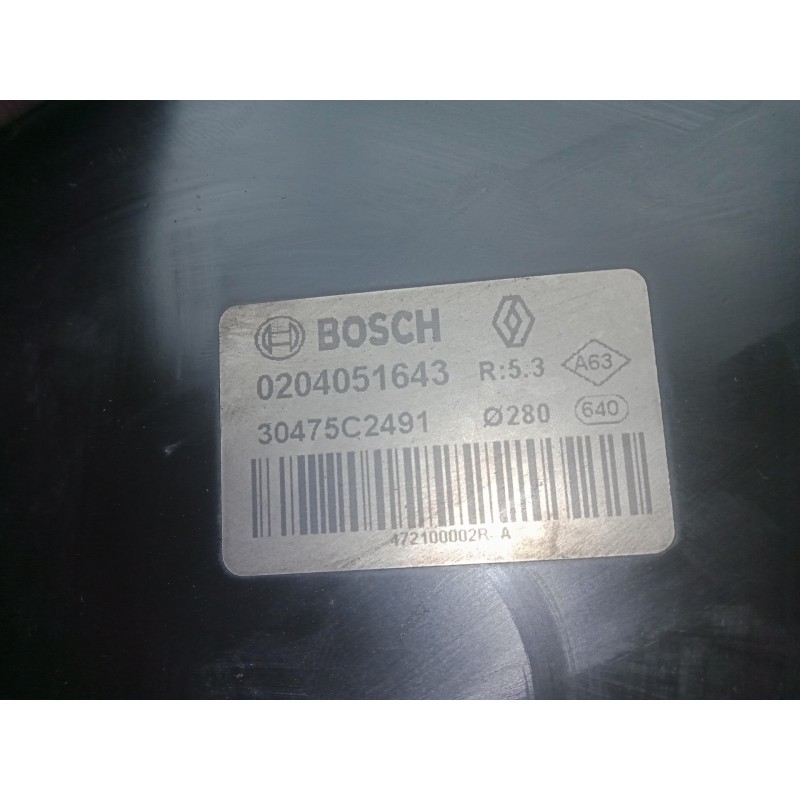 BOSCH
0204051643 R:5.3 A63
30475C2491 Ø280 640
472100002R- A